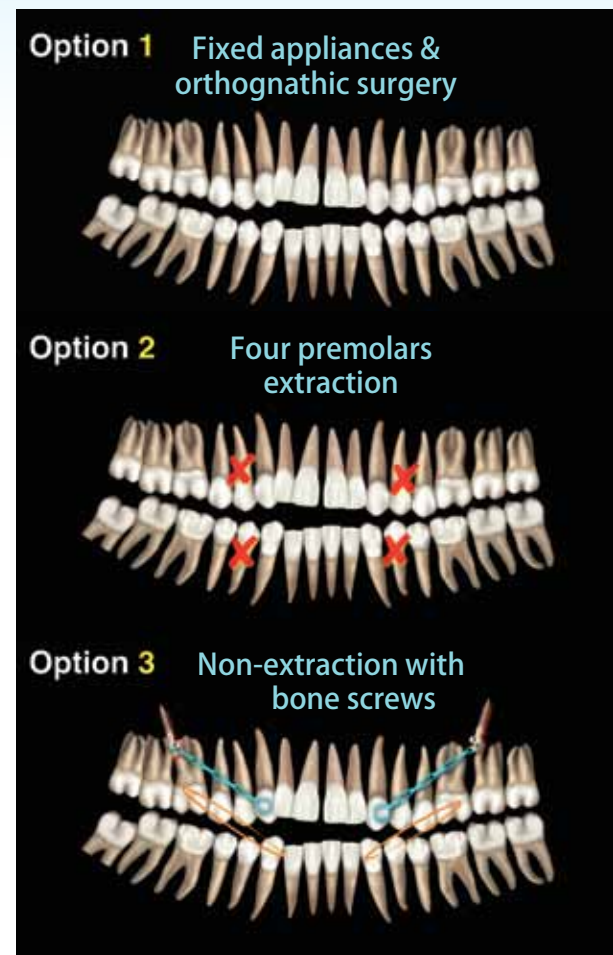 Option 1
Fixed appliances &
orthognathic surgery
Option 2
Four premolars
extraction
Option 3
Non-extraction with
bone screws